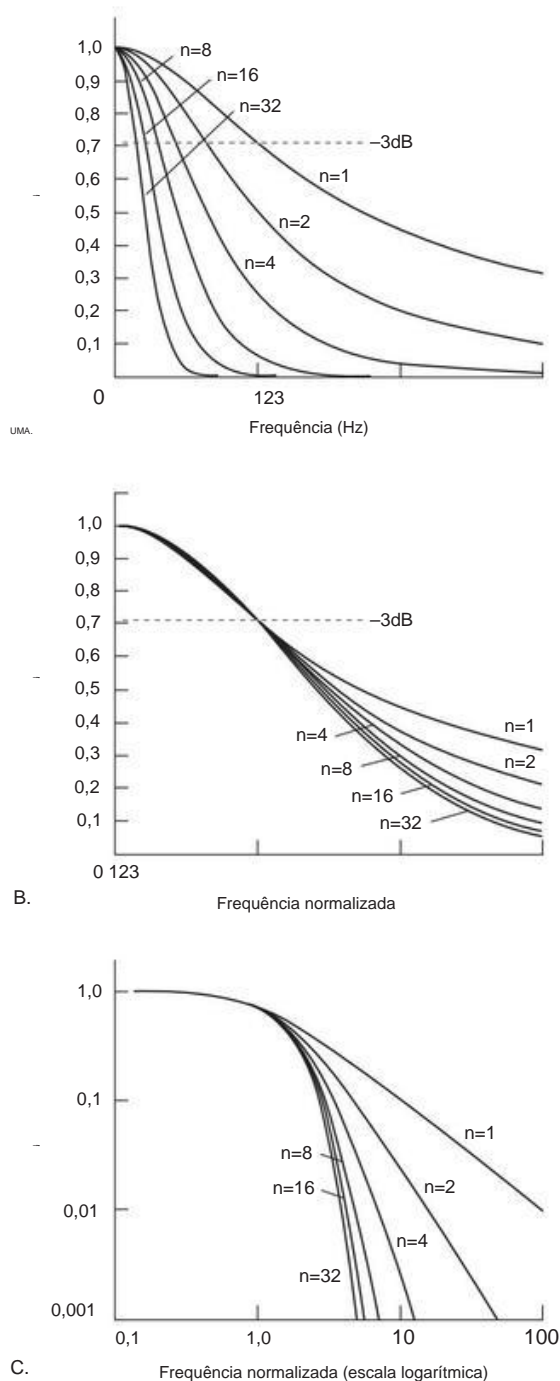 1,0
n=8
0,9
n=16
0,8
n=32
0,7
–3dB
0,6
n=1
0,5
n=2
0,4
n=4
0,3
0,2
0,1
0
123
UMA.
Frequência (Hz)
1,0
0,9
0,8
0,7
–3dB
0,6
0,5
n=1
0,4
n=4
n=2
0,3
n=8
0,2
n=16
0,1
n=32
0 123
B.
Frequência normalizada
1,0
0,1
n=1
n=8
n=16
n=2
0,01
n=4
n=32
0,001
0,1
1,0
10
100
C.
Frequência normalizada (escala logarítmica)